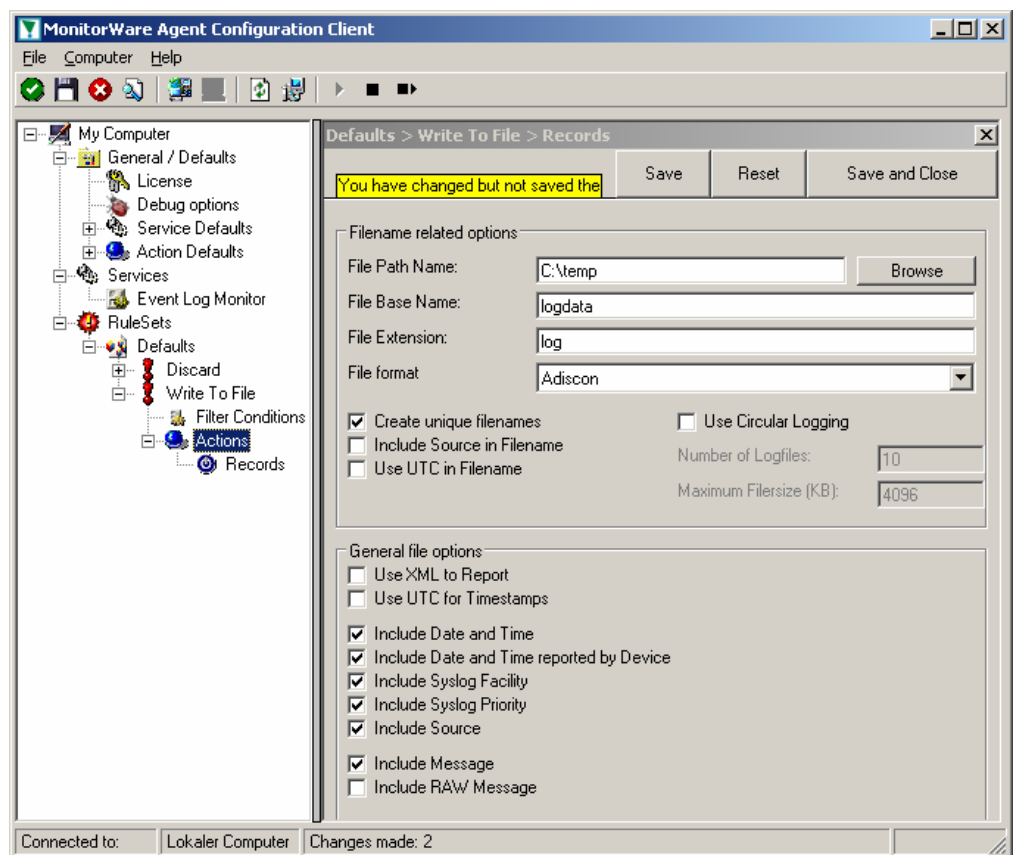 MonitorWare Agent Configuration Client
File Computer Help
My Computer
General / Defaults
License
Debug options
Service Defaults
Action Defaults
Services
Event Log Monitor
RuleSets
Defaults
Discard
Write To File
Filter Conditions
Actions
Records
Defaults > Write To File > Records
You have changed but not saved the
Save
Reset
Save and Close
Filename related options
File Path Name: C:\temp Browse
File Base Name: logdata
File Extension: log
File format Adiscon
Create unique filenames
Include Source in Filename
Use UTC in Filename
Use Circular Logging
Number of Logfiles: 10
Maximum Filersize (KB): 4096
General file options
Use XML to Report
Use UTC for Timestamps
Include Date and Time
Include Date and Time reported by Device
Include Syslog Facility
Include Syslog Priority
Include Source
Include Message
Include RAW Message
Connected to: Lokaler Computer Changes made: 2